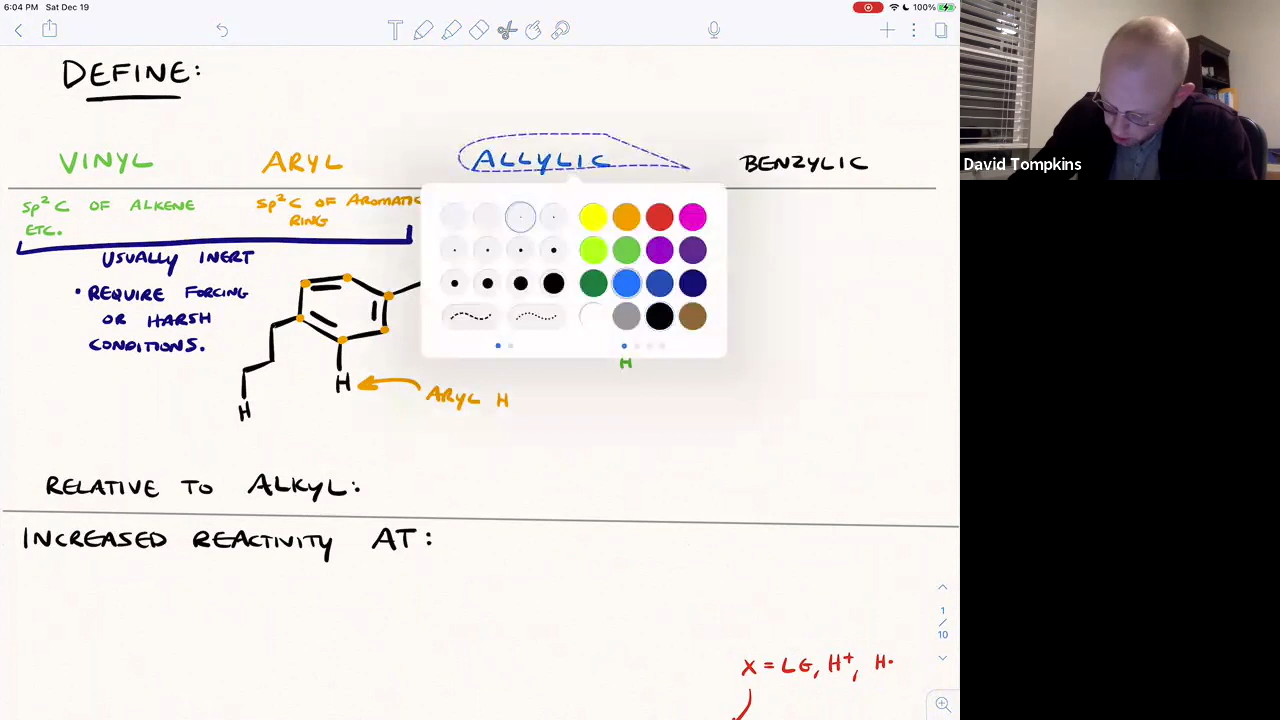 6:04 PM Sat Dec 19
100%
DEFINE:
VINYL ARYL ALLYLIC BENZYLIC
sp² C OF ALKENE
ETC.
sp² C OF AROMATIC
RING
USUALLY INERT
• REQUIRE FORCING
OR HARSH
CONDITIONS.
H
H
H
ARYL H
RELATIVE TO ALKYL:
INCREASED REACTIVITY AT:
X = LG, H+, H•
1
/
10
David Tompkins